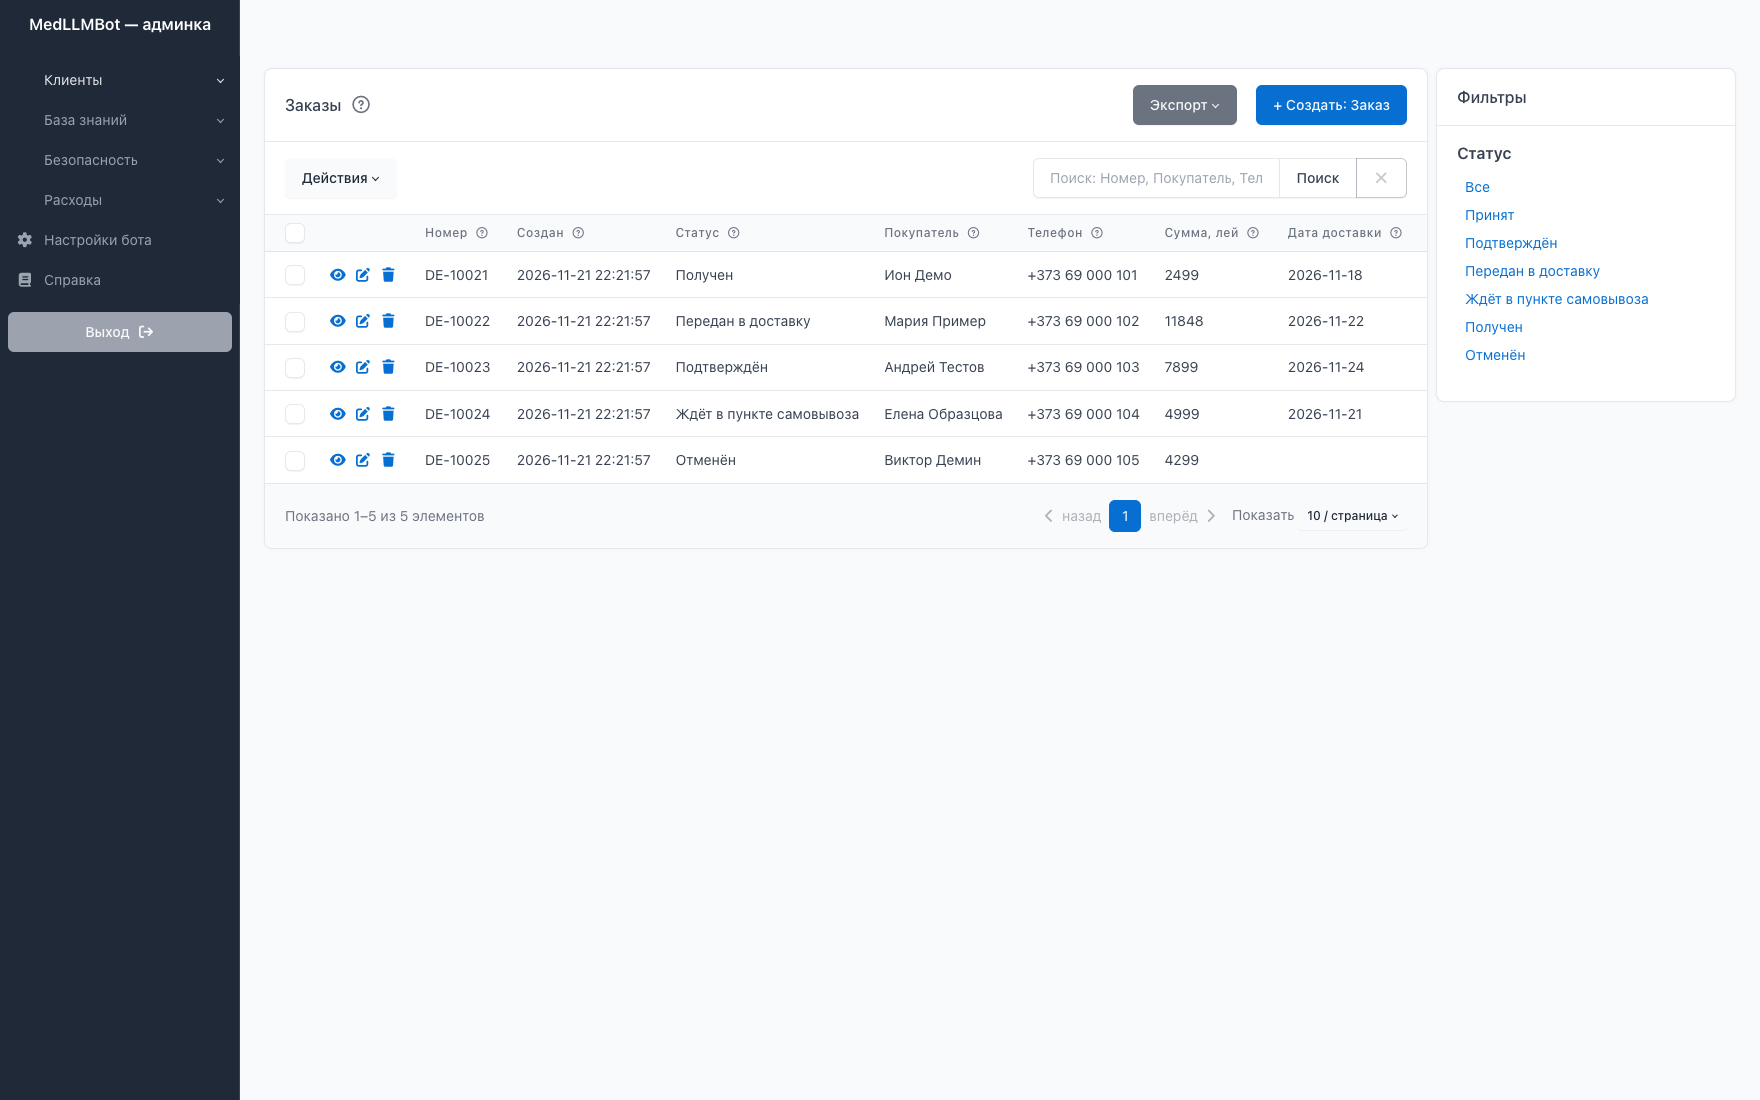 MedLLMBot — админка
Клиенты
База знаний
Безопасность
Расходы
Настройки бота
Справка
Выход
Заказы
Экспорт
+ Создать: Заказ
Действия
Поиск: Номер, Покупатель, Тел
Поиск
Номер Создан Статус Покупатель Телефон Сумма, лей Дата доставки
DE-10021 2026-11-21 22:21:57 Получен Ион Демо +373 69 000 101 2499 2026-11-18
DE-10022 2026-11-21 22:21:57 Передан в доставку Мария Пример +373 69 000 102 11848 2026-11-22
DE-10023 2026-11-21 22:21:57 Подтверждён Андрей Тестов +373 69 000 103 7899 2026-11-24
DE-10024 2026-11-21 22:21:57 Ждёт в пункте самовывоза Елена Образцова +373 69 000 104 4999 2026-11-21
DE-10025 2026-11-21 22:21:57 Отменён Виктор Демин +373 69 000 105 4299
Показано 1–5 из 5 элементов
назад 1 вперёд Показать 10 / страница
Фильтры
Статус
Все
Принят
Подтверждён
Передан в доставку
Ждёт в пункте самовывоза
Получен
Отменён